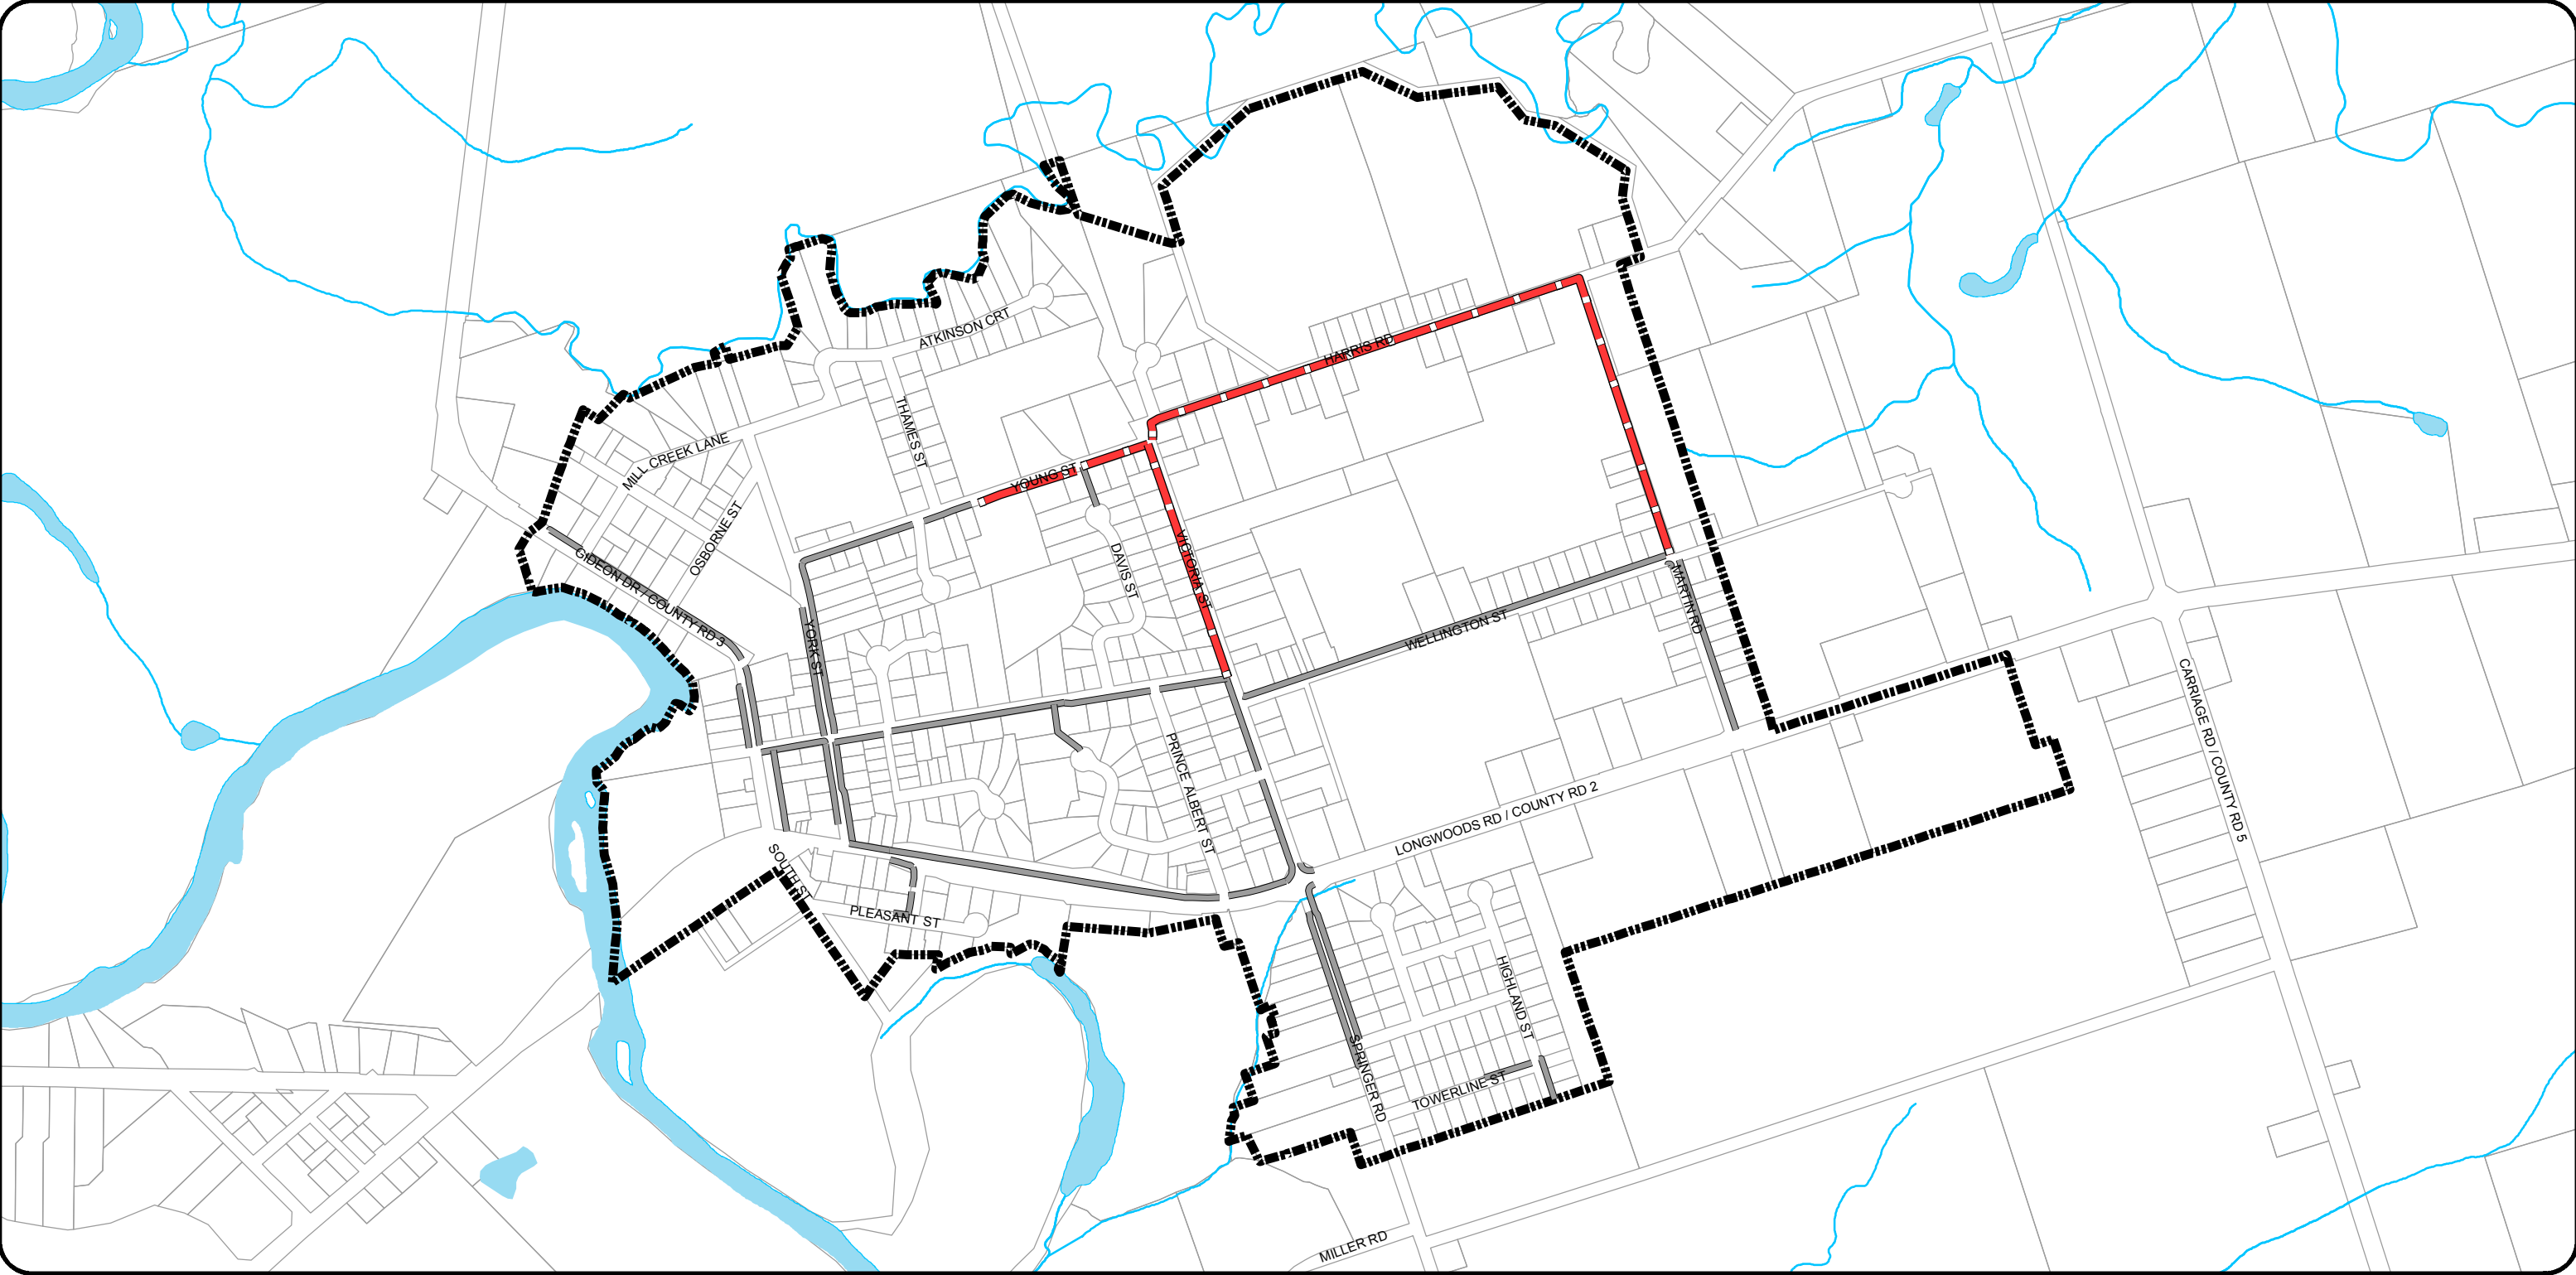 ATKINSON CRT
HARRIS RD
THAMES ST
MILL CREEK LANE
YOUNG ST
OSBORNE ST
GIDEON DR / COUNTY RD 3
DAVIS ST
VICTORIA ST
MARTIN RD
YORK ST
WELLINGTON ST
CARRIAGE RD / COUNTY RD 5
PRINCE ALBERT ST
LONGWOODS RD / COUNTY RD 2
SOUTH ST
PLEASANT ST
HIGHLAND ST
SPRINGER RD
TOWERLINE ST
MILLER RD